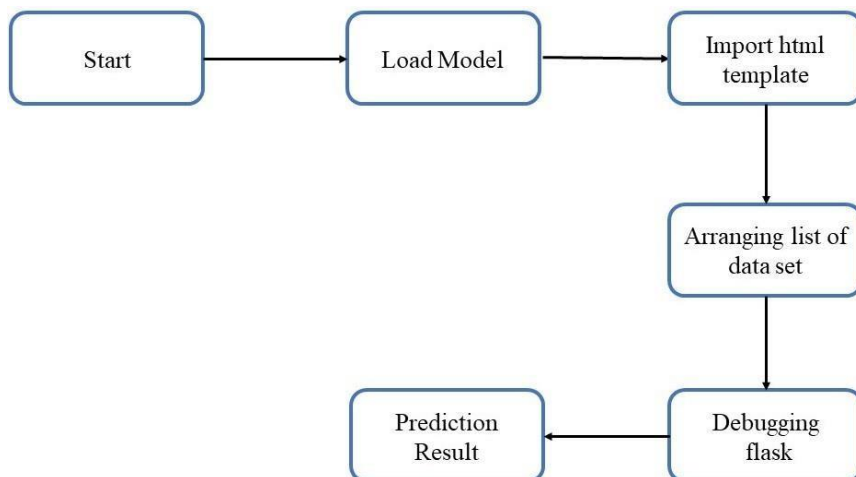 Start
Load Model
Import html
template
Arranging list of
data set
Debugging
flask
Prediction
Result